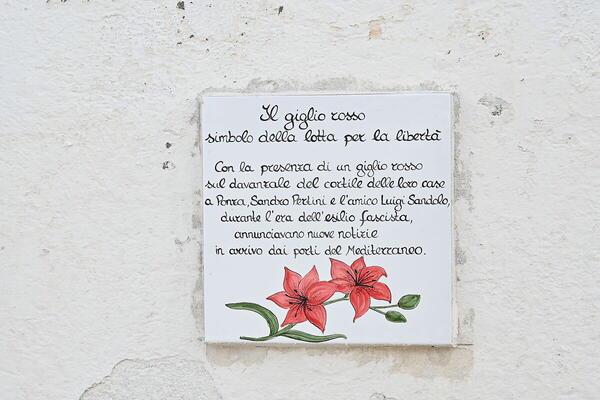 Il giglio rosso
simbolo della lotta per la libertà
Con la presenza di un giglio rosso
sul davanzale del cortile delle loro case
a Ponza, Sandro Pertini e l'amico Luigi Sandolo,
durante l'era dell'esilio fascista,
annunciavano nuove notizie
in arrivo dai porti del Mediterraneo.